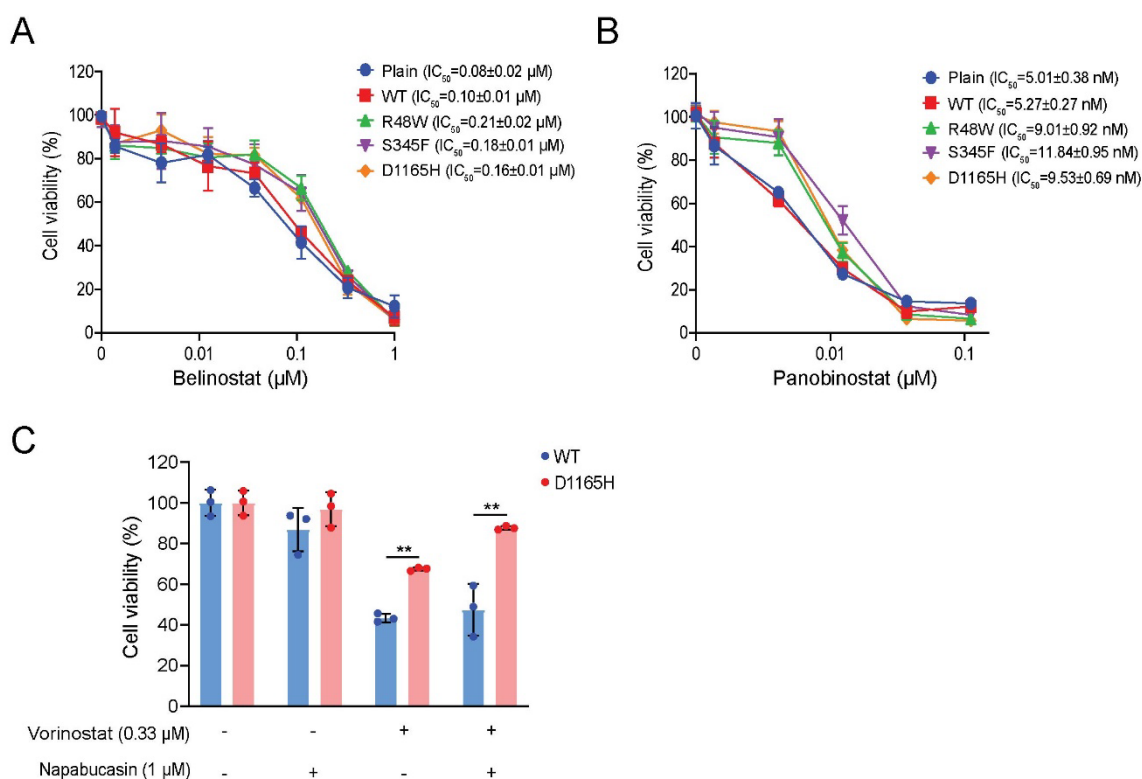 A
Plain (IC50=0.08±0.02 µM)
WT (IC50=0.10±0.01 µM)
R48W (IC50=0.21±0.02 µM)
S345F (IC50=0.18±0.01 µM)
D1165H (IC50=0.16±0.01 µM)
Cell viability (%)
120
100
80
60
40
20
0
0 0.01 0.1 1
Belinostat (µM)
B
Plain (IC50=5.01±0.38 nM)
WT (IC50=5.27±0.27 nM)
R48W (IC50=9.01±0.92 nM)
S345F (IC50=11.84±0.95 nM)
D1165H (IC50=9.53±0.69 nM)
Cell viability (%)
120
100
80
60
40
20
0
0 0.01 0.1
Panobinostat (µM)
C
WT
D1165H
Cell viability (%)
120
100
80
60
40
20
0
** **
Vorinostat (0.33 µM) - - + +
Napabucasin (1 µM) - + - +